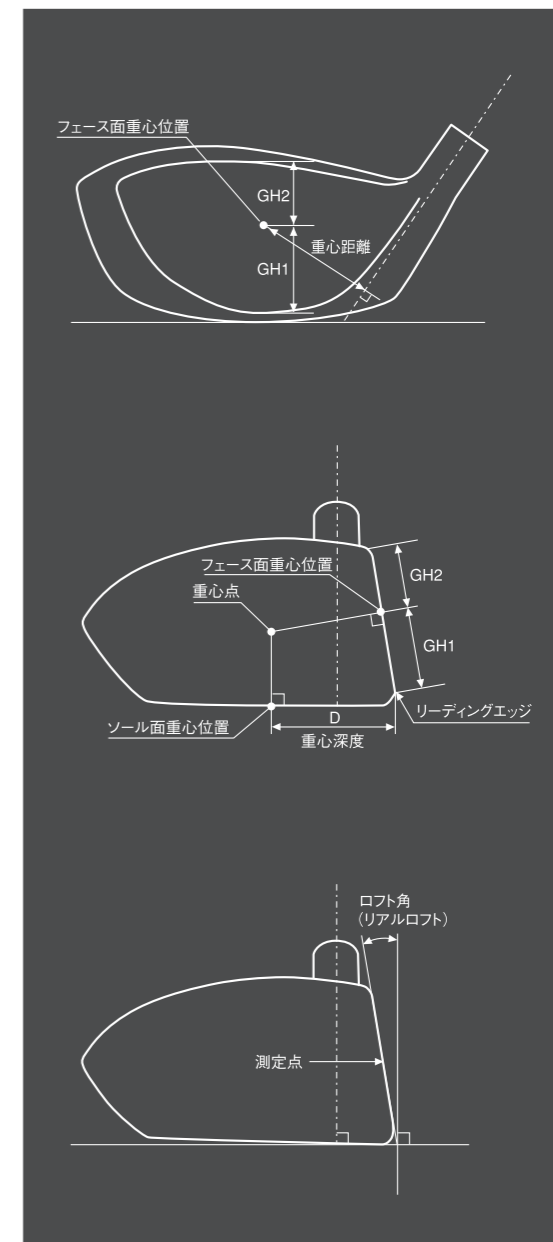 フェース面重心位置
GH2
重心距離
GH1
フェース面重心位置
GH2
重心点
GH1
リーディングエッジ
D
ソール面重心位置
重心深度
ロフト角
（リアルロフト）
測定点